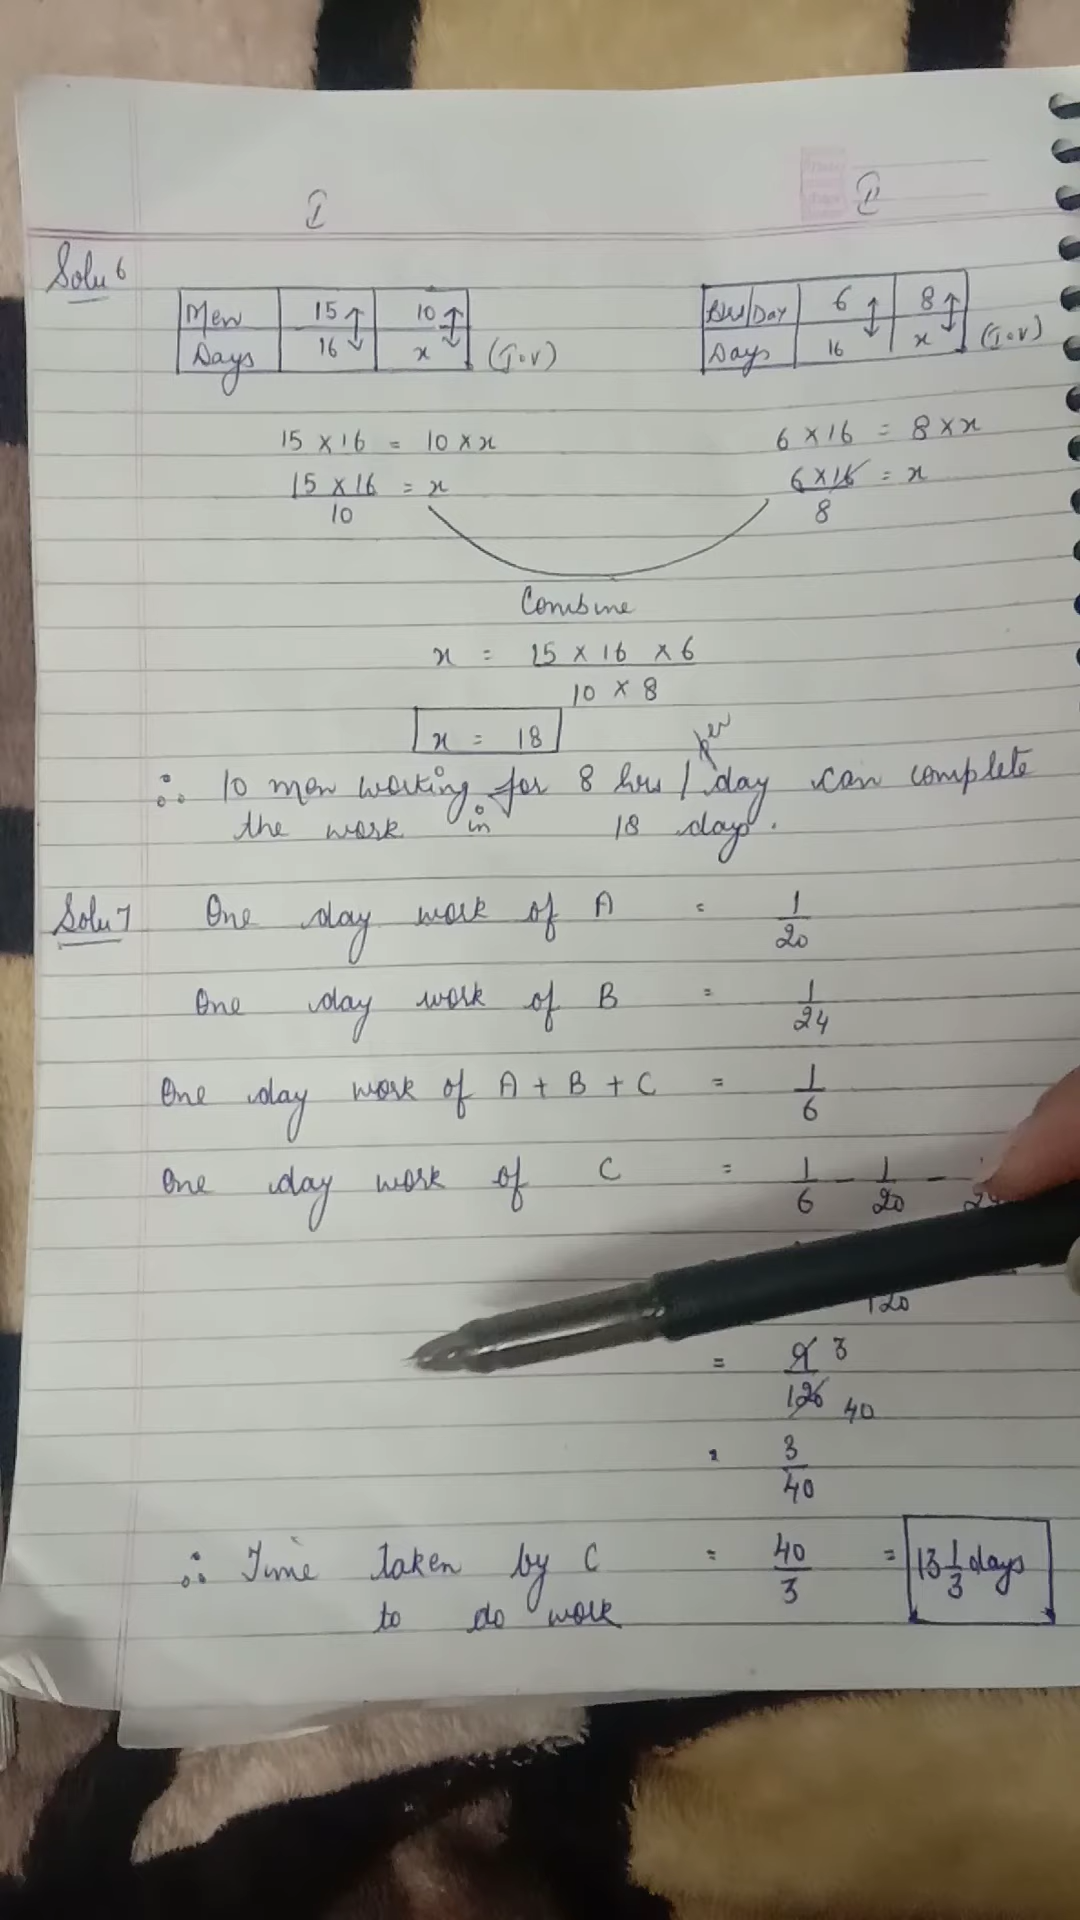 I II
Solu 6
Men 15 10
Days 16 x (I.V)
Hrs/Day 6 8
Days 16 x (I.V)
15 × 16 = 10 × x
15 × 16 = x
10
6 × 16 = 8 × x
6 × 16 = x
8
Combine
x = 15 × 16 × 6
10 × 8
x = 18
per
∴ 10 men working for 8 hrs / day can complete
the work in 18 days.
Solu 7 One day work of A = 1/20
One day work of B = 1/24
One day work of A + B + C = 1/6
One day work of C = 1/6 - 1/20 -
120
= 9 3
120 40
= 3/40
∴ Time taken by C = 40/3 = 13 1/3 days
to do work